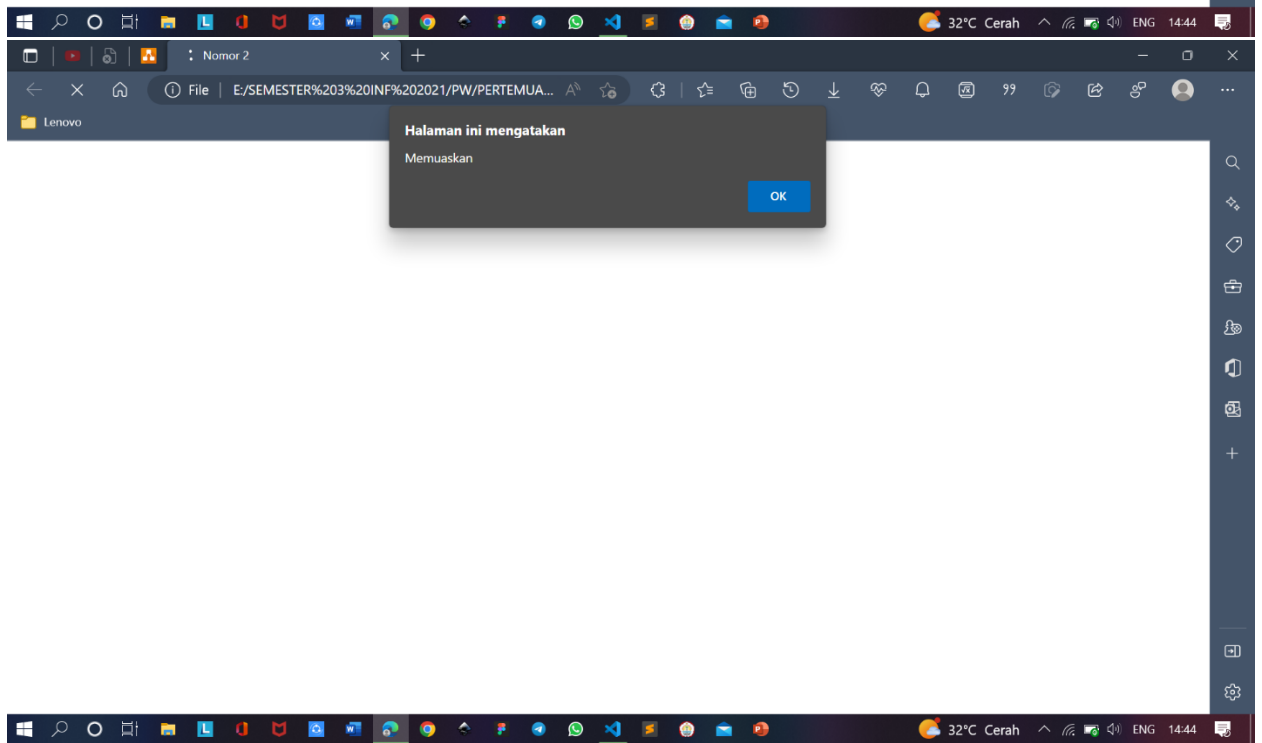 32°C Cerah ENG 14:44
Nomor 2
File | E:/SEMESTER%203%20INF%202021/PW/PERTEMUA...
Lenovo
Halaman ini mengatakan
Memuaskan
OK
32°C Cerah ENG 14:44